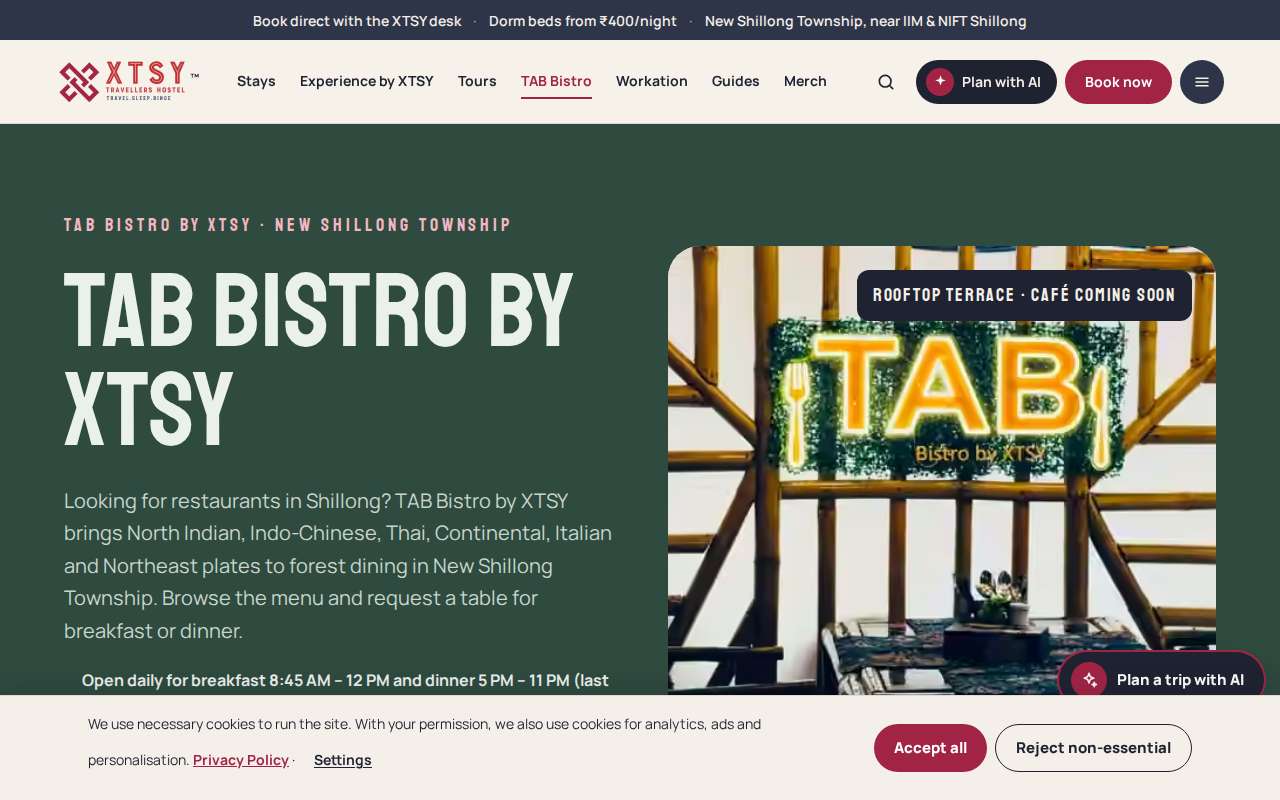 Book direct with the XTSY desk · Dorm beds from ₹400/night · New Shillong Township, near IIM & NIFT Shillong
XTSY ™
TRAVELLERS HOSTEL
TRAVEL.SLEEP.BINGE
Stays Experience by XTSY Tours TAB Bistro Workation Guides Merch Plan with AI Book now
TAB BISTRO BY XTSY · NEW SHILLONG TOWNSHIP
TAB BISTRO BY
XTSY
Looking for restaurants in Shillong? TAB Bistro by XTSY
brings North Indian, Indo-Chinese, Thai, Continental, Italian
and Northeast plates to forest dining in New Shillong
Township. Browse the menu and request a table for
breakfast or dinner.
Open daily for breakfast 8:45 AM – 12 PM and dinner 5 PM – 11 PM (last
ROOFTOP TERRACE · CAFÉ COMING SOON
TAB
Bistro by XTSY
Plan a trip with AI
We use necessary cookies to run the site. With your permission, we also use cookies for analytics, ads and
personalisation. Privacy Policy · Settings
Accept all
Reject non-essential